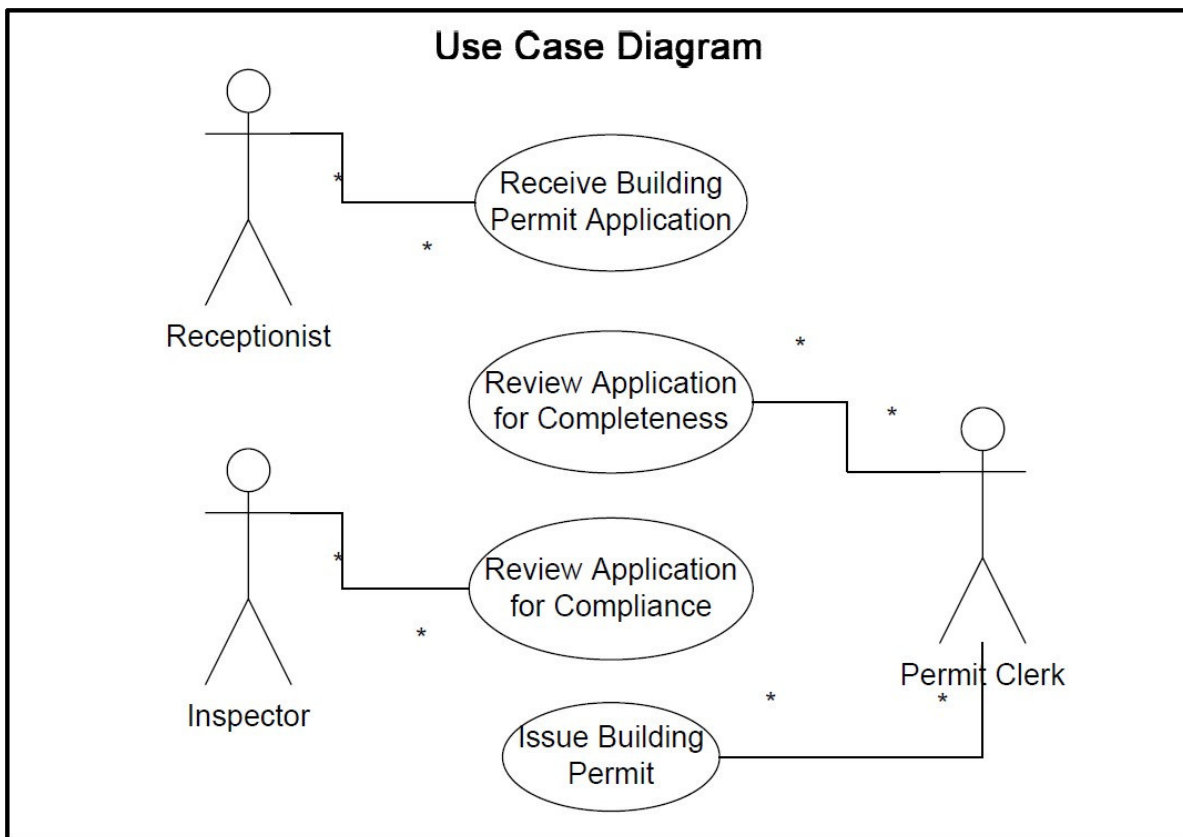 Use Case Diagram
*
Receive Building
Permit Application
*
Receptionist
*
Review Application
for Completeness
*
*
Review Application
for Compliance
*
Inspector
Permit Clerk
*
*
Issue Building
Permit